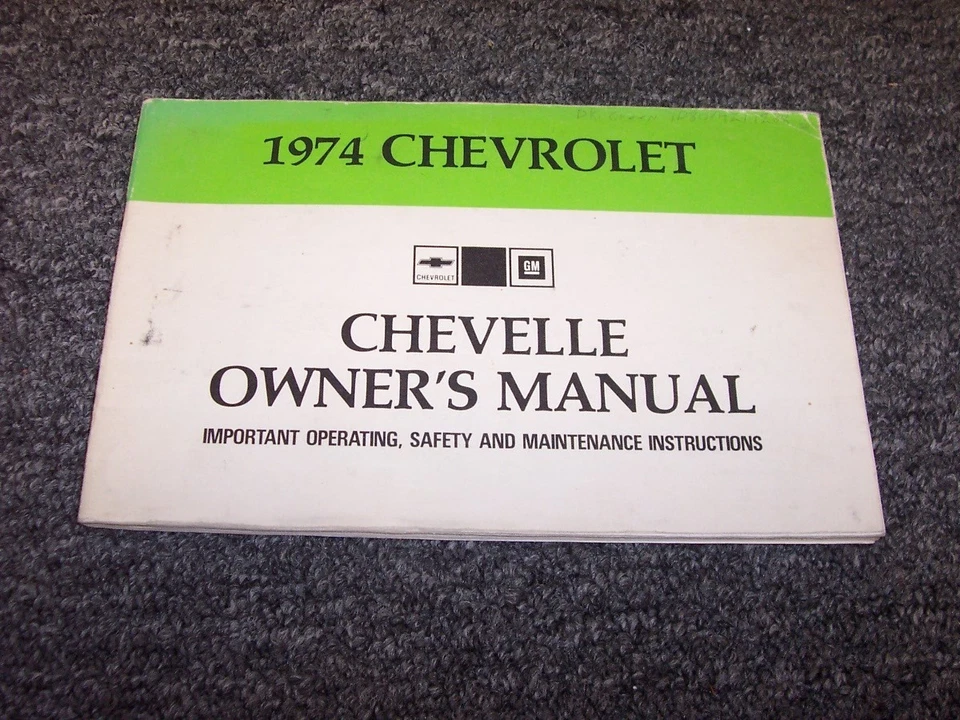 1974 CHEVROLET
CHEVROLET
GM
CHEVELLE
OWNER'S MANUAL
IMPORTANT OPERATING, SAFETY AND MAINTENANCE INSTRUCTIONS